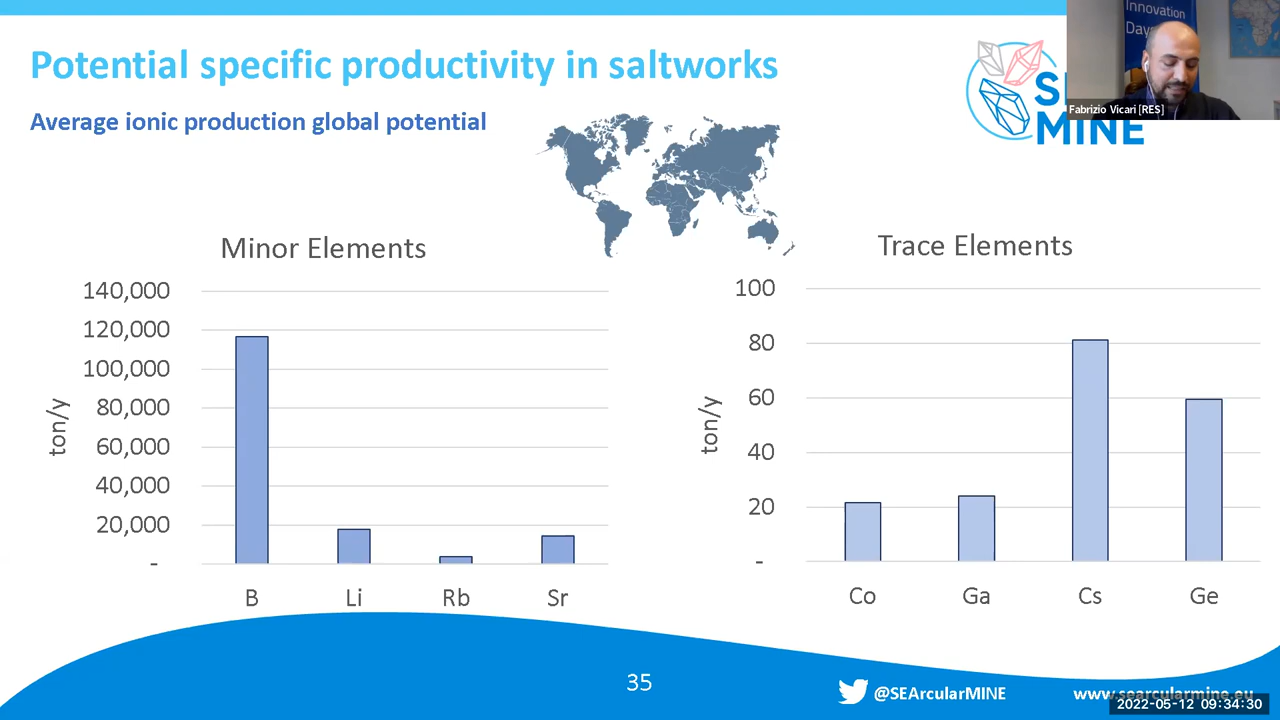 Potential specific productivity in saltworks
Average ionic production global potential
Innovation
Days
Fabrizio Vicari [RES]
MINE
Minor Elements
140,000
120,000
100,000
80,000
60,000
40,000
20,000
-
ton/y
B Li Rb Sr
Trace Elements
100
80
60
40
20
-
ton/y
Co Ga Cs Ge
35
@SEArcularMINE
www.searcularmine.eu
2022-05-12 09:34:30